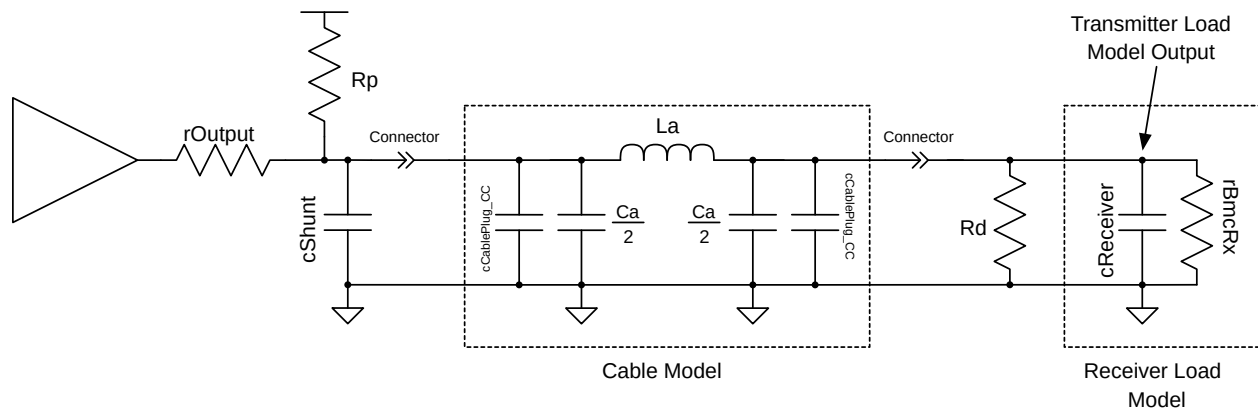 Transmitter Load
Model Output
Rp
rOutput
Connector
La
Connector
cShunt
cCablePlug_CC
Ca
2
Ca
2
cCablePlug_CC
Rd
cReceiver
rBmcRx
Cable Model
Receiver Load
Model